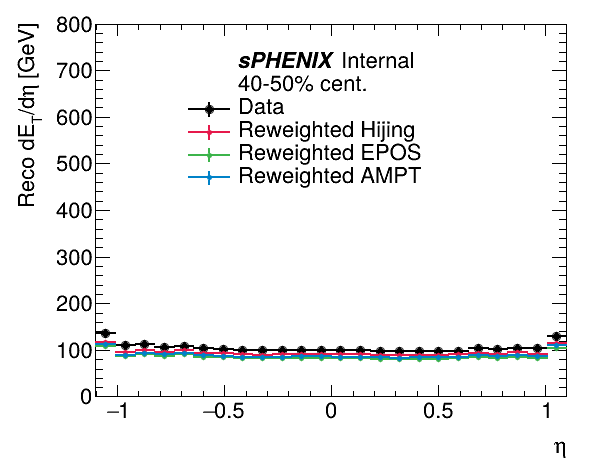 Reco dE_T/dη [GeV]
800
700
600
500
400
300
200
100
0
sPHENIX Internal
40-50% cent.
Data
Reweighted Hijing
Reweighted EPOS
Reweighted AMPT
−1 −0.5 0 0.5 1
η